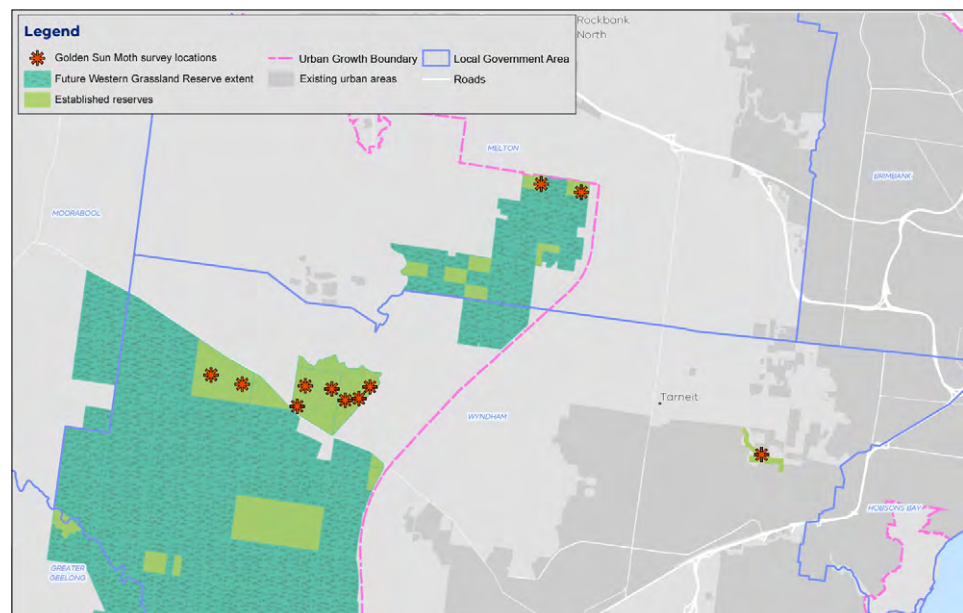 Rockbank
North
Legend
Golden Sun Moth survey locations
Urban Growth Boundary
Local Government Area
Future Western Grassland Reserve extent
Existing urban areas
Roads
Established reserves
MELTON
BRIMBANK
MOORABOOL
Tarneit
WYNDHAM
HOBSONS BAY
GREATER
GEELONG